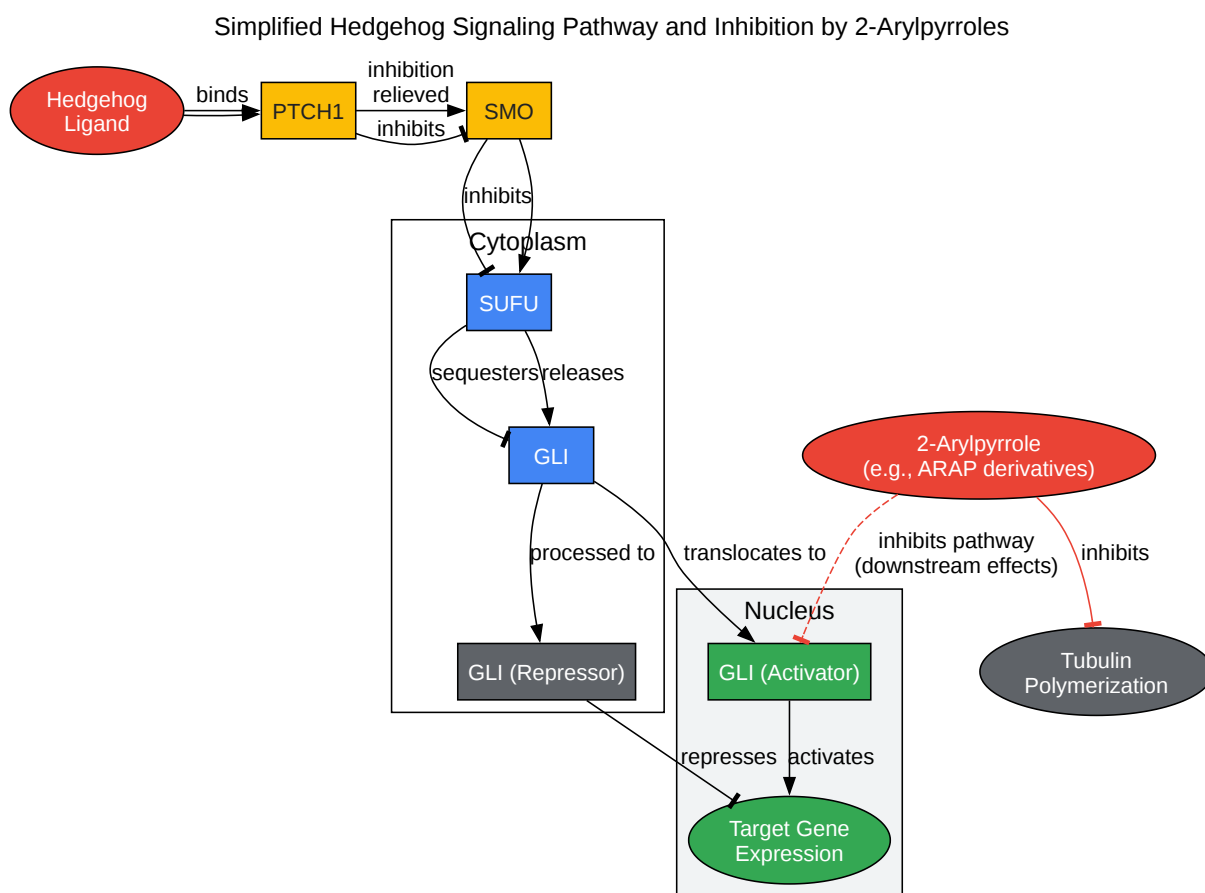 Simplified Hedgehog Signaling Pathway and Inhibition by 2-Arylpyrroles
Hedgehog
Ligand
binds
PTCH1
inhibition
relieved
inhibits
SMO
inhibits
Cytoplasm
SUFU
sequesters
releases
GLI
2-Arylpyrrole
(e.g., ARAP derivatives)
processed to
translocates to
inhibits pathway
(downstream effects)
inhibits
Nucleus
GLI (Repressor)
GLI (Activator)
Tubulin
Polymerization
represses
activates
Target Gene
Expression